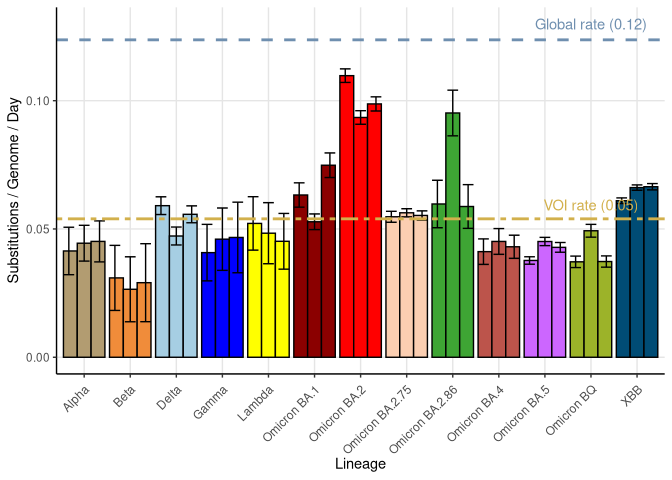 Global rate (0.12)
VOI rate (0.05)
Substitutions / Genome / Day
0.10
0.05
0.00
Alpha
Beta
Delta
Gamma
Lambda
Omicron BA.1
Omicron BA.2
Omicron BA.2.75
Omicron BA.2.86
Omicron BA.4
Omicron BA.5
Omicron BQ
XBB
Lineage